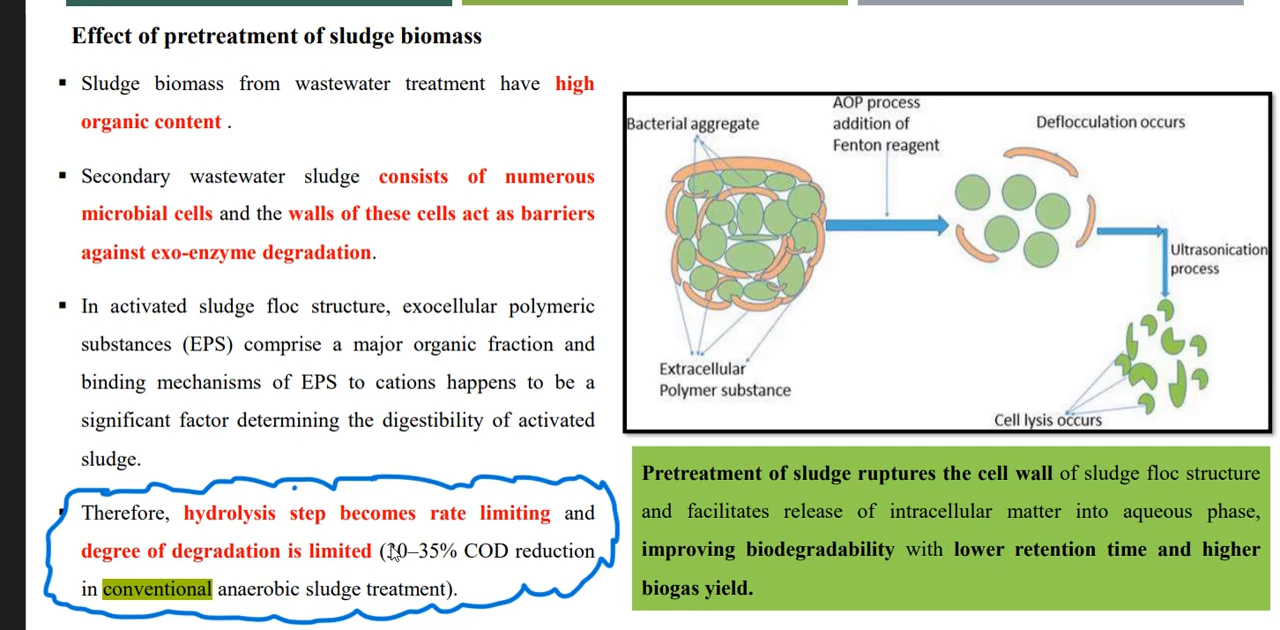 Effect of pretreatment of sludge biomass
▪ Sludge biomass from wastewater treatment have high
organic content .
▪ Secondary wastewater sludge consists of numerous
microbial cells and the walls of these cells act as barriers
against exo-enzyme degradation.
▪ In activated sludge floc structure, exocellular polymeric
substances (EPS) comprise a major organic fraction and
binding mechanisms of EPS to cations happens to be a
significant factor determining the digestibility of activated
sludge.
Therefore, hydrolysis step becomes rate limiting and
degree of degradation is limited ( 0–35% COD reduction
in conventional anaerobic sludge treatment).
Bacterial aggregate
AOP process
addition of
Fenton reagent
Deflocculation occurs
Ultrasonication
process
Extracellular
Polymer substance
Cell lysis occurs
Pretreatment of sludge ruptures the cell wall of sludge floc structure
and facilitates release of intracellular matter into aqueous phase,
improving biodegradability with lower retention time and higher
biogas yield.